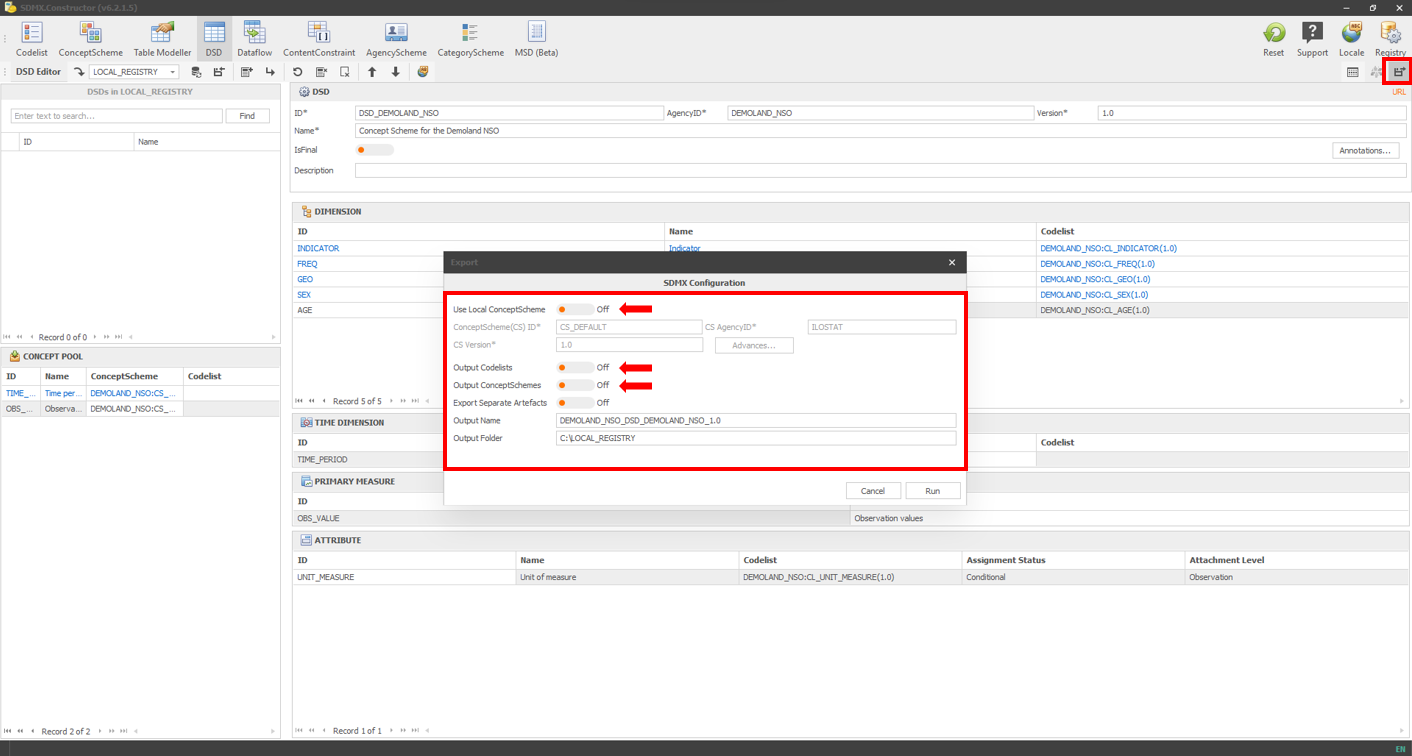 SDMX.Constructor (v6.2.1.5)
Codelist ConceptScheme Table Modeller DSD Dataflow ContentConstraint AgencyScheme CategoryScheme MSD (Beta) Reset Support Locale Registry
DSD Editor LOCAL_REGISTRY
DSDs in LOCAL_REGISTRY
Enter text to search... Find
ID Name
Record 0 of 0
CONCEPT POOL
ID Name ConceptScheme Codelist
TIME_... Time per... DEMOLAND_NSO:CS_...
OBS_... Observa... DEMOLAND_NSO:CS_...
Record 2 of 2
DSD URL
ID* DSD_DEMOLAND_NSO AgencyID* DEMOLAND_NSO Version* 1.0
Name* Concept Scheme for the Demoland NSO
IsFinal Annotations...
Description
DIMENSION
ID Name Codelist
INDICATOR Indicator DEMOLAND_NSO:CL_INDICATOR(1.0)
FREQ DEMOLAND_NSO:CL_FREQ(1.0)
GEO DEMOLAND_NSO:CL_GEO(1.0)
SEX DEMOLAND_NSO:CL_SEX(1.0)
AGE DEMOLAND_NSO:CL_AGE(1.0)
Record 5 of 5
TIME DIMENSION
ID Codelist
TIME_PERIOD
PRIMARY MEASURE
ID
OBS_VALUE Observation values
ATTRIBUTE
ID Name Codelist Assignment Status Attachment Level
UNIT_MEASURE Unit of measure DEMOLAND_NSO:CL_UNIT_MEASURE(1.0) Conditional Observation
Record 1 of 1
Export
SDMX Configuration
Use Local ConceptScheme Off
ConceptScheme(CS) ID* CS_DEFAULT CS AgencyID* ILOSTAT
CS Version* 1.0 Advances...
Output Codelists Off
Output ConceptSchemes Off
Export Separate Artefacts Off
Output Name DEMOLAND_NSO_DSD_DEMOLAND_NSO_1.0
Output Folder C:\LOCAL_REGISTRY
Cancel Run
EN